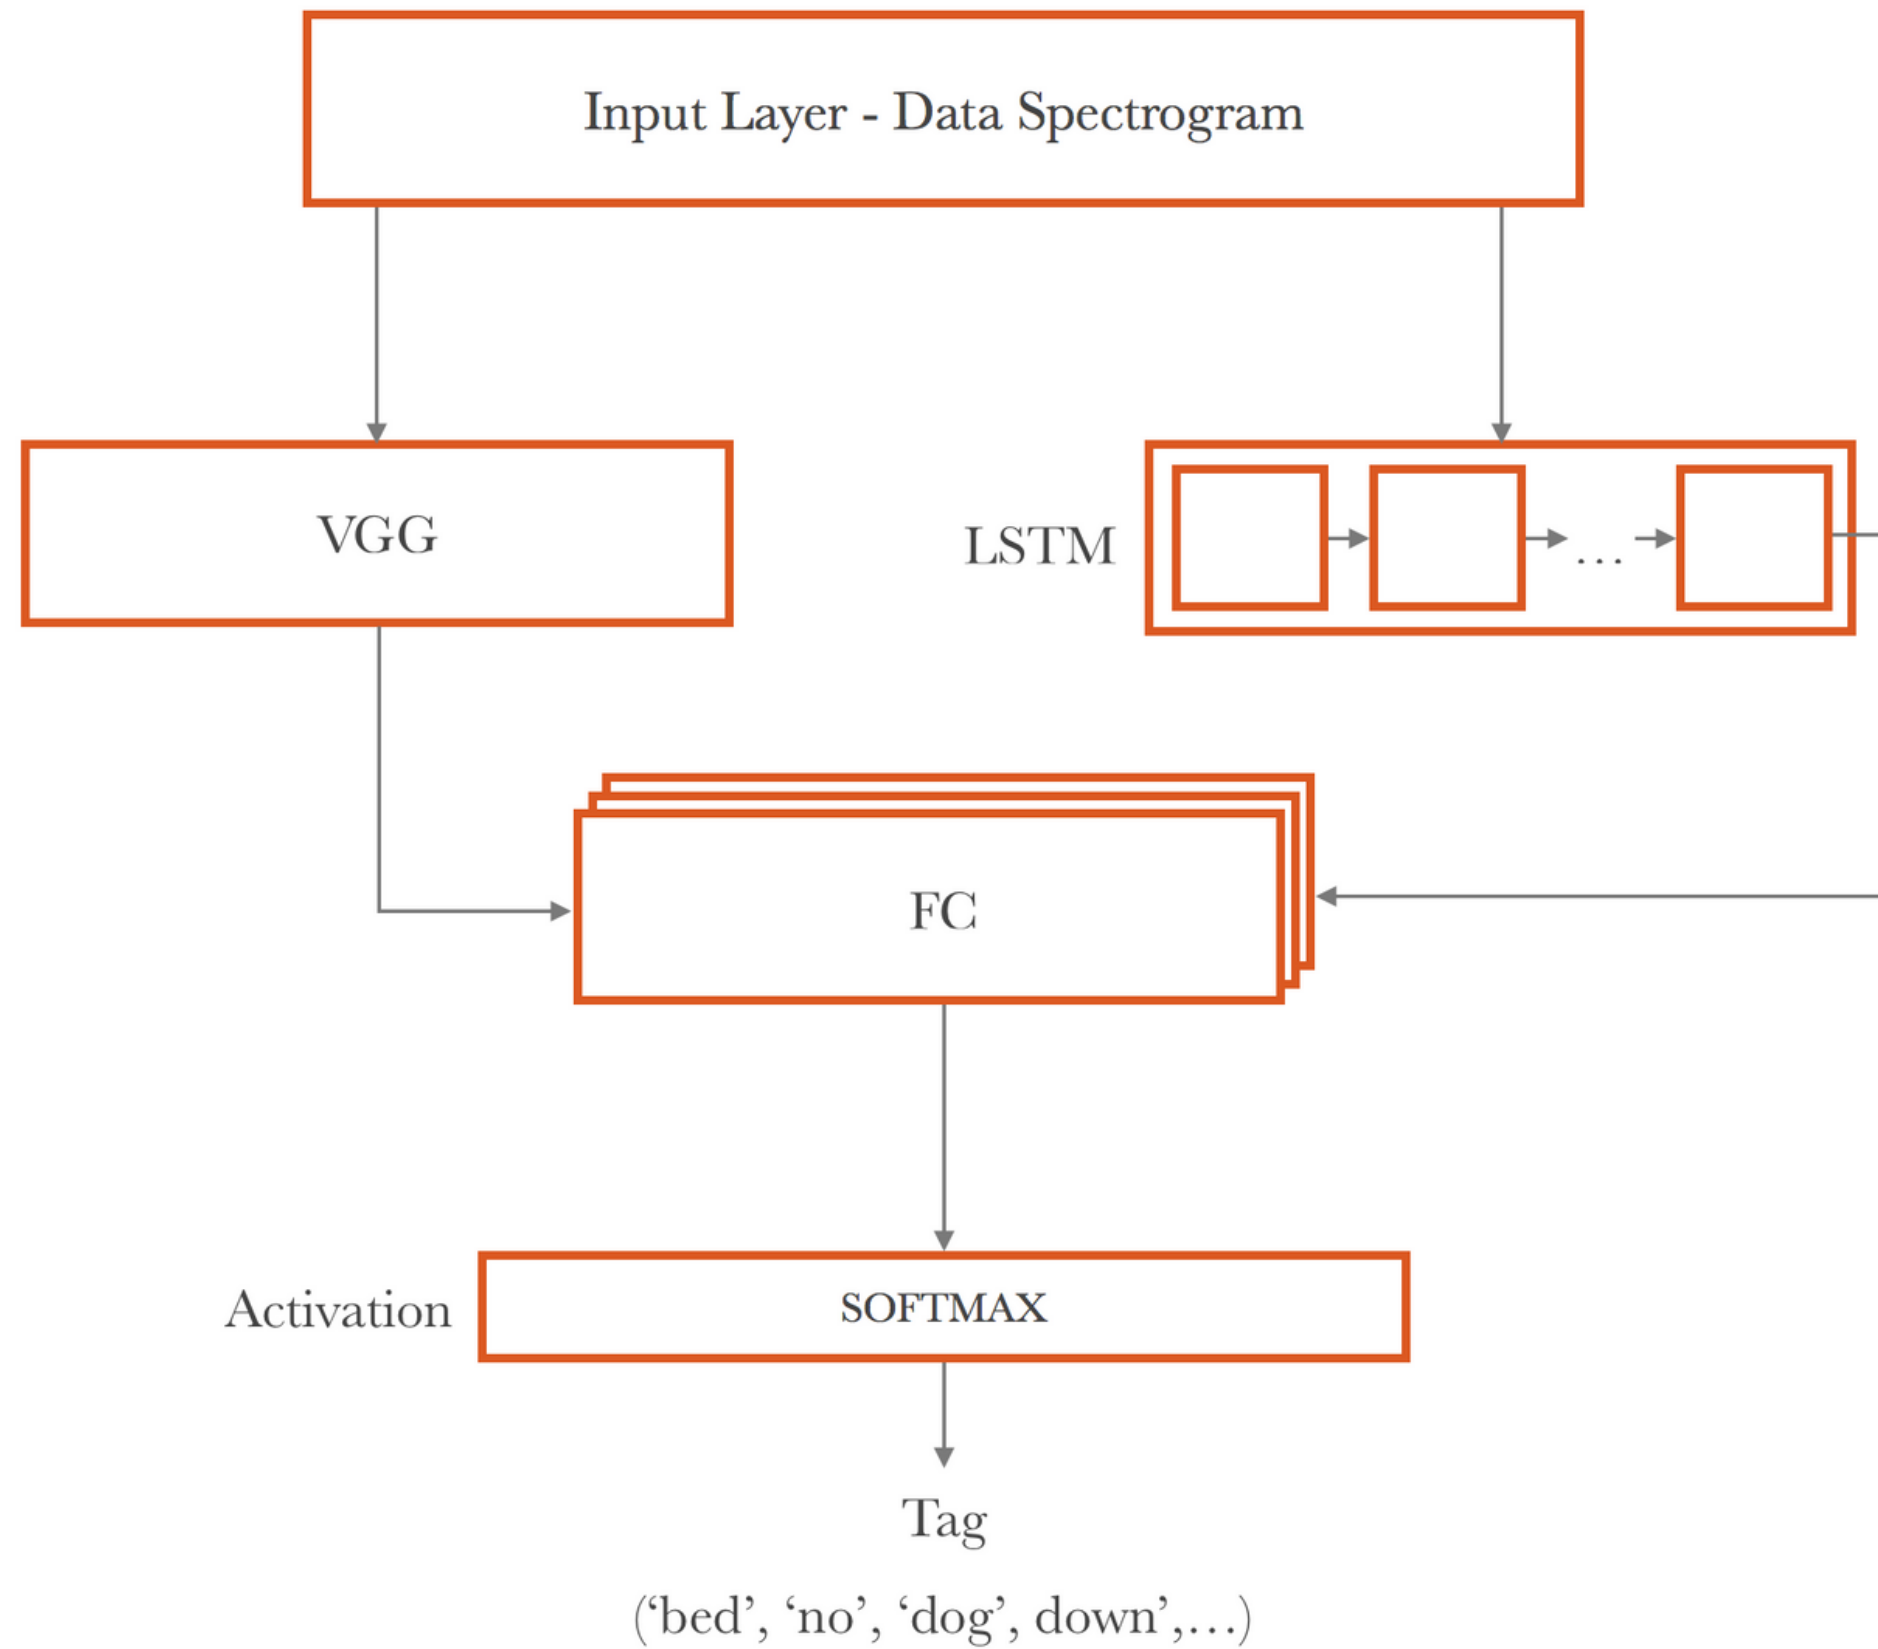 Input Layer - Data Spectrogram
VGG
LSTM
...
FC
Activation
SOFTMAX
Tag
(‘bed’, ‘no’, ‘dog’, down’,...)